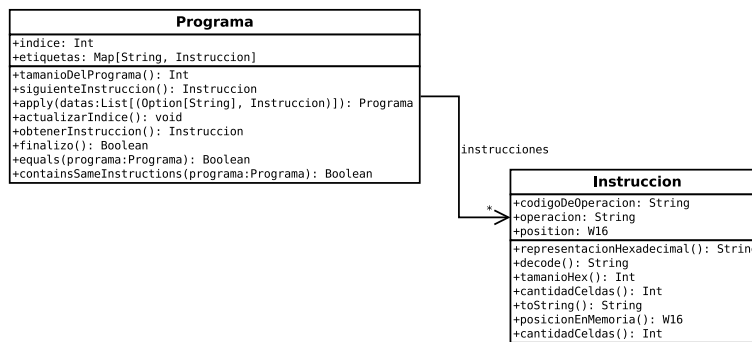 Programa
+indice: Int
+etiquetas: Map[String, Instruccion]
+tamanioDelPrograma(): Int
+siguienteInstruccion(): Instruccion
+apply(datas:List[(Option[String], Instruccion)]): Programa
+actualizarIndice(): void
+obtenerInstruccion(): Instruccion
+finalizo(): Boolean
+equals(programa:Programa): Boolean
+containsSameInstructions(programa:Programa): Boolean
instrucciones
*
Instruccion
+codigoDeOperacion: String
+operacion: String
+position: W16
+representacionHexadecimal(): String
+decode(): String
+tamanioHex(): Int
+cantidadCeldas(): Int
+toString(): String
+posicionEnMemoria(): W16
+cantidadCeldas(): Int